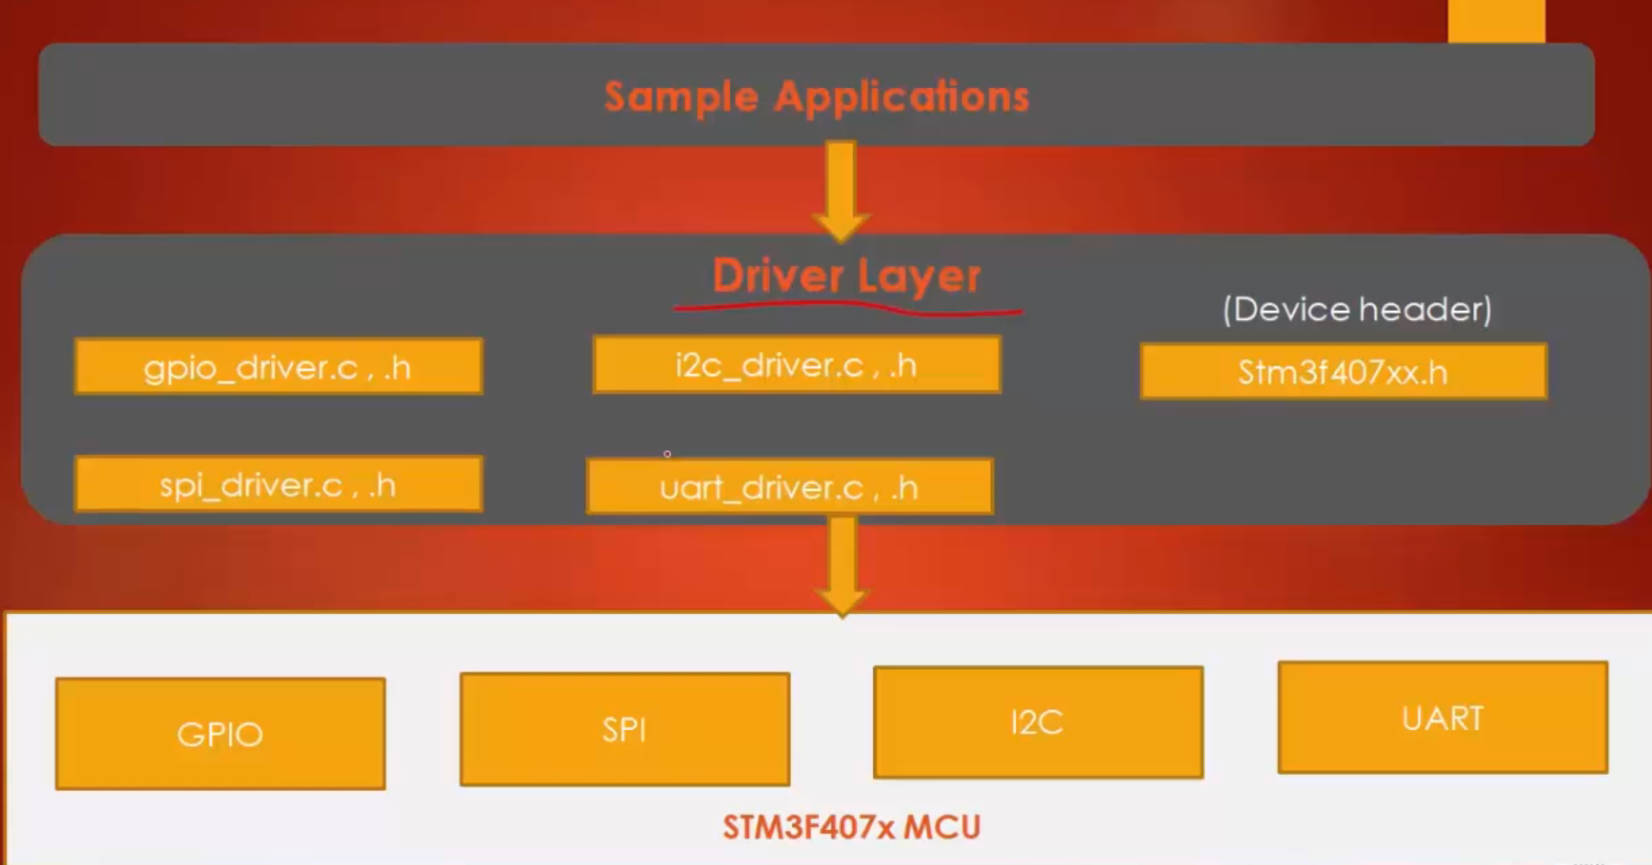 Sample Applications
Driver Layer
(Device header)
gpio_driver.c , .h
i2c_driver.c , .h
Stm3f407xx.h
spi_driver.c , .h
uart_driver.c , .h
GPIO
SPI
I2C
UART
STM3F407x MCU